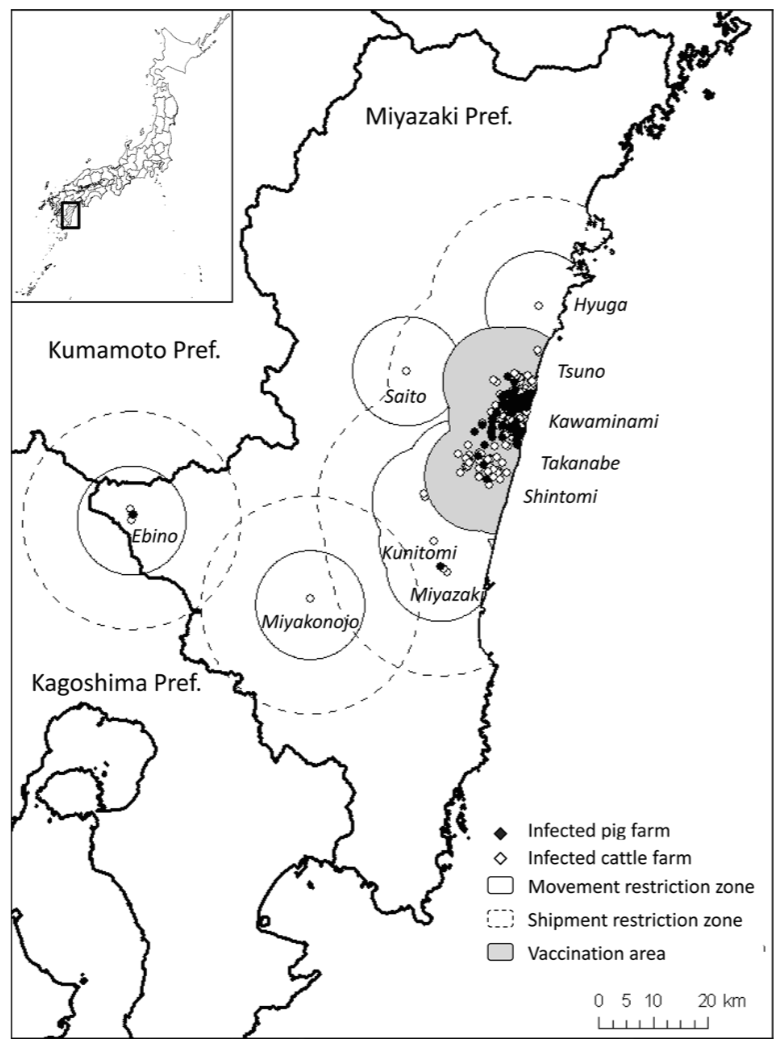 Miyazaki Pref.
Hyuga
Kumamoto Pref.
Tsuno
Saito
Kawaminami
Takanabe
Shintomi
Ebino
Kunitomi
Miyazaki
Miyakonojo
Kagoshima Pref.
Infected pig farm
Infected cattle farm
Movement restriction zone
Shipment restriction zone
Vaccination area
0 5 10 20 km